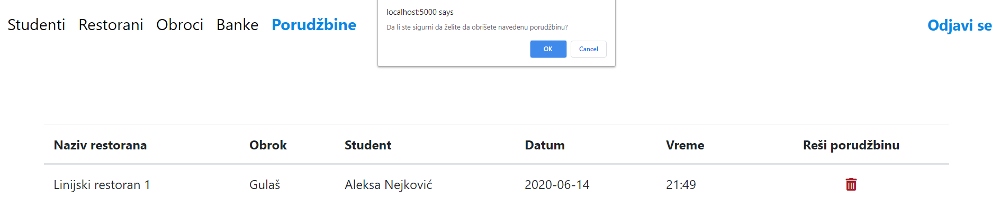 localhost:5000 says
Da li ste sigurni da želite da obrišete navedenu porudžbinu?
OK Cancel
Studenti Restorani Obroci Banke Porudžbine Odjavi se
Naziv restorana Obrok Student Datum Vreme Reši porudžbinu
Linijski restoran 1 Gulaš Aleksa Nejković 2020-06-14 21:49